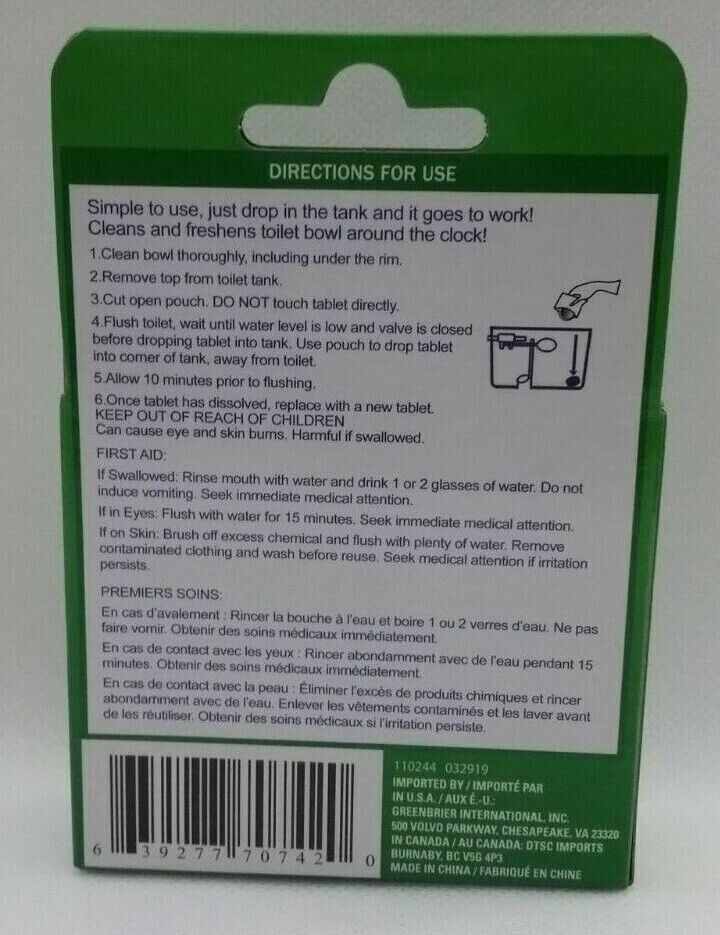 DIRECTIONS FOR USE
Simple to use, just drop in the tank and it goes to work!
Cleans and freshens toilet bowl around the clock!
1.Clean bowl thoroughly, including under the rim.
2.Remove top from toilet tank.
3.Cut open pouch. DO NOT touch tablet directly.
4.Flush toilet, wait until water level is low and valve is closed
before dropping tablet into tank. Use pouch to drop tablet
into corner of tank, away from toilet.
5.Allow 10 minutes prior to flushing.
6.Once tablet has dissolved, replace with a new tablet.
KEEP OUT OF REACH OF CHILDREN
Can cause eye and skin burns. Harmful if swallowed.
FIRST AID:
If Swallowed: Rinse mouth with water and drink 1 or 2 glasses of water. Do not
induce vomiting. Seek immediate medical attention.
If in Eyes: Flush with water for 15 minutes. Seek immediate medical attention.
If on Skin: Brush off excess chemical and flush with plenty of water. Remove
contaminated clothing and wash before reuse. Seek medical attention if irritation
persists.
PREMIERS SOINS:
En cas d'avalement : Rincer la bouche à l'eau et boire 1 ou 2 verres d'eau. Ne pas
faire vomir. Obtenir des soins médicaux immédiatement.
En cas de contact avec les yeux : Rincer abondamment avec de l'eau pendant 15
minutes. Obtenir des soins médicaux immédiatement.
En cas de contact avec la peau : Éliminer l'excès de produits chimiques et rincer
abondamment avec de l'eau. Enlever les vêtements contaminés et les laver avant
de les réutiliser. Obtenir des soins médicaux si l'irritation persiste.
110244 032919
IMPORTED BY / IMPORTÉ PAR
IN U.S.A. / AUX É.-U.:
GREENBRIER INTERNATIONAL, INC.
500 VOLVO PARKWAY, CHESAPEAKE, VA 23320
IN CANADA / AU CANADA: DTSC IMPORTS
BURNABY, BC V5G 4P3
MADE IN CHINA / FABRIQUÉ EN CHINE
6 39277 70742 0